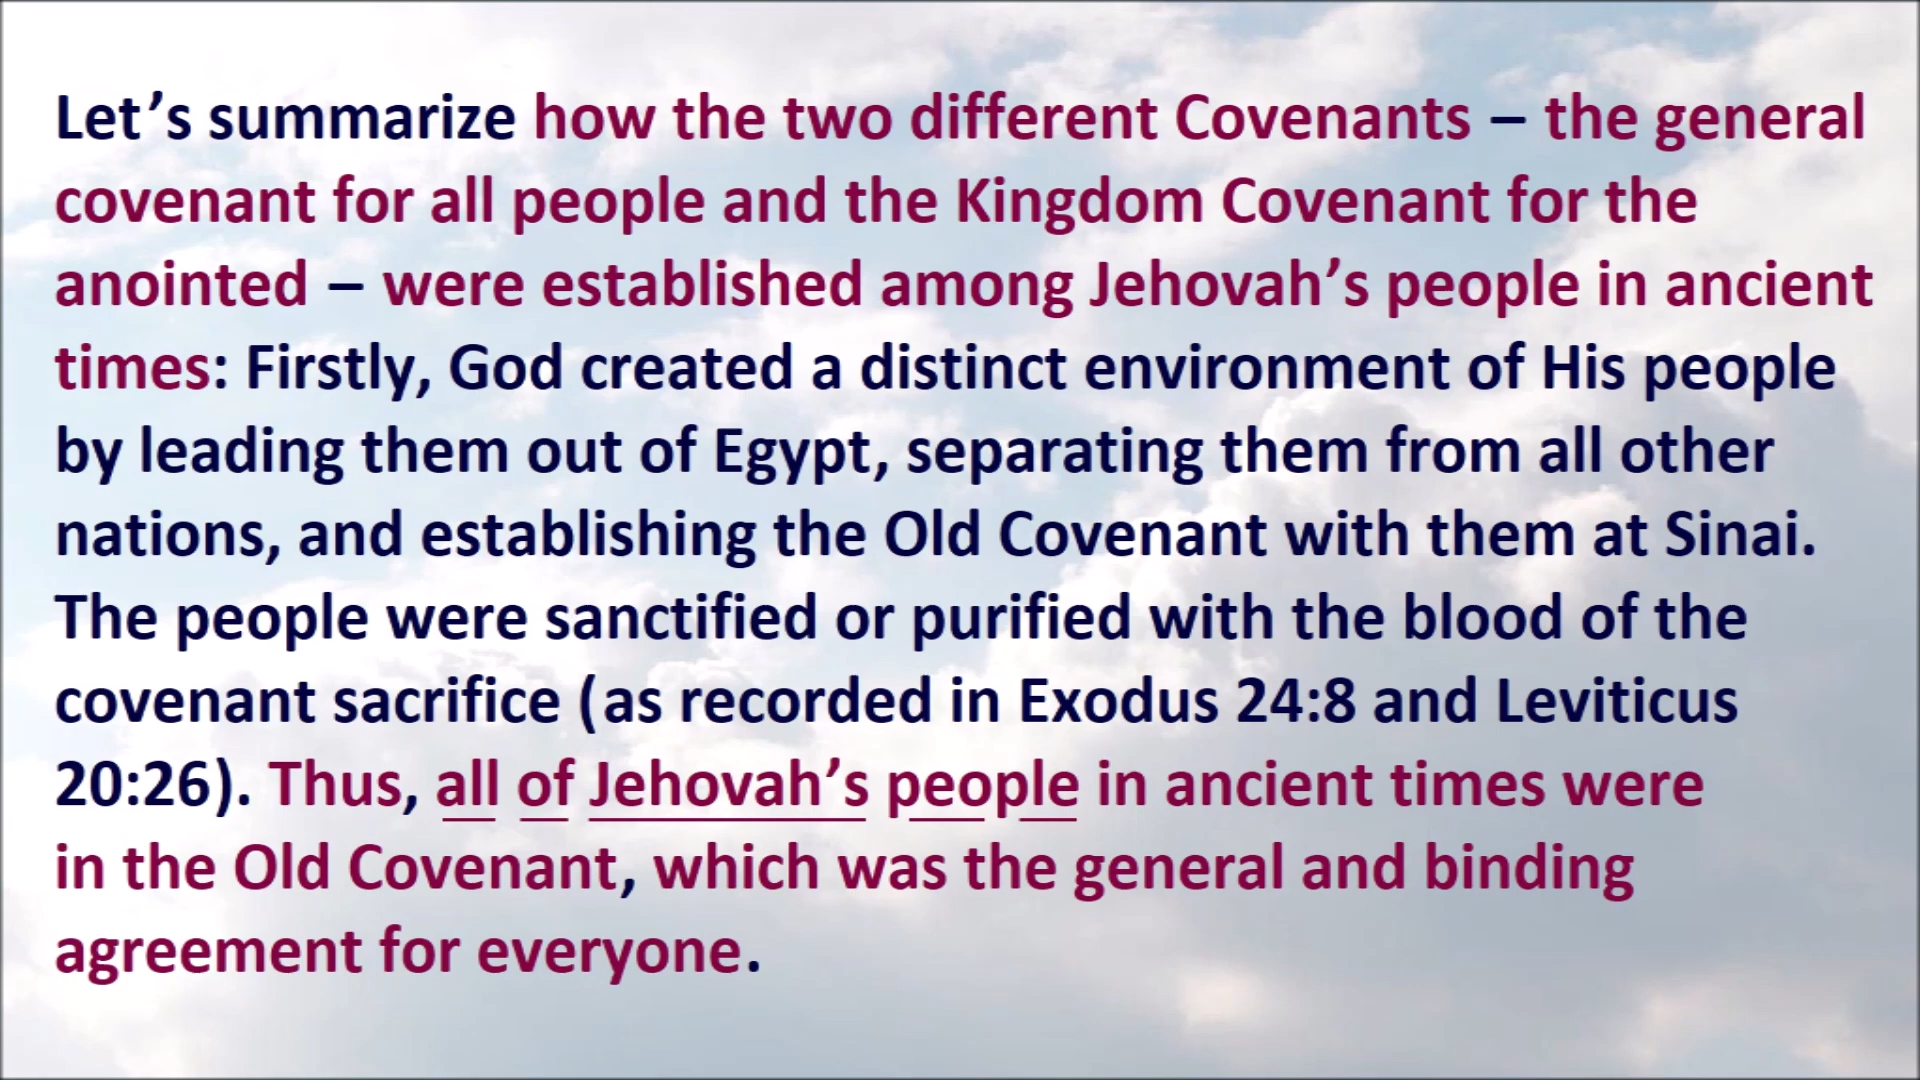 Let’s summarize how the two different Covenants – the general
covenant for all people and the Kingdom Covenant for the
anointed – were established among Jehovah’s people in ancient
times: Firstly, God created a distinct environment of His people
by leading them out of Egypt, separating them from all other
nations, and establishing the Old Covenant with them at Sinai.
The people were sanctified or purified with the blood of the
covenant sacrifice (as recorded in Exodus 24:8 and Leviticus
20:26). Thus, all of Jehovah’s people in ancient times were
in the Old Covenant, which was the general and binding
agreement for everyone.